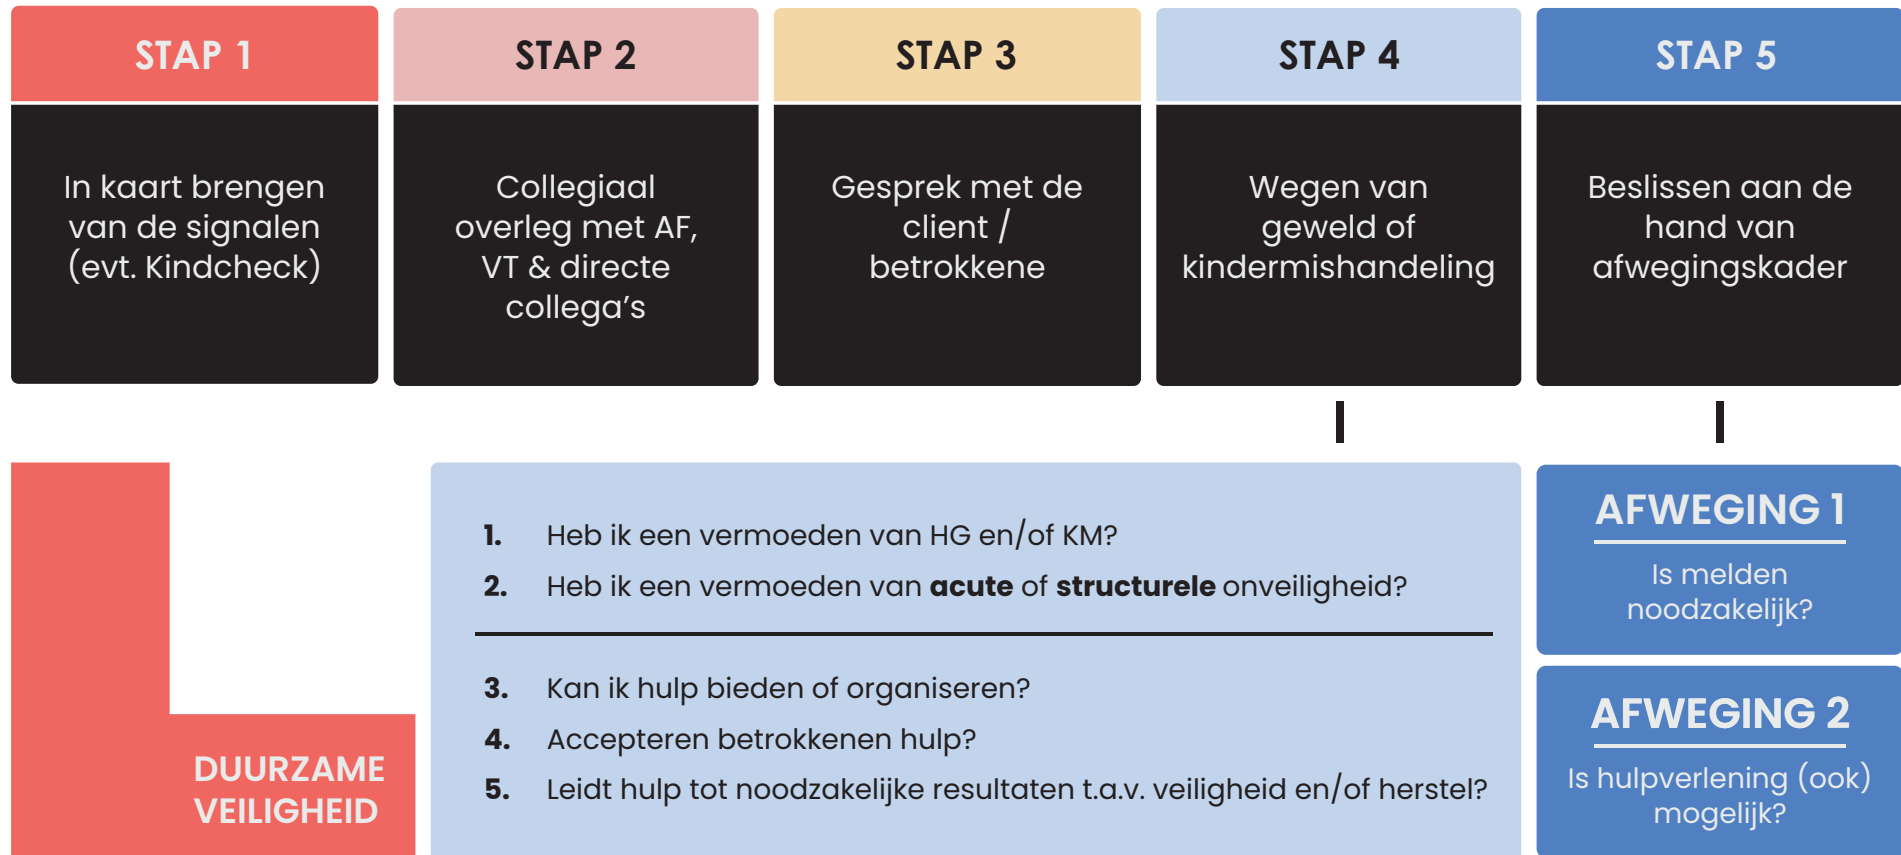 STAP 1
In kaart brengen
van de signalen
(evt. Kindcheck)
STAP 2
Collegiaal
overleg met AF,
VT & directe
collega's
STAP 3
Gesprek met de
client /
betrokkene
STAP 4
Wegen van
geweld of
kindermishandeling
STAP 5
Beslissen aan de
hand van
afwegingskader
DUURZAME
VEILIGHEID
1. Heb ik een vermoeden van HG en/of KM?
2. Heb ik een vermoeden van acute of structurele onveiligheid?
3. Kan ik hulp bieden of organiseren?
4. Accepteren betrokkenen hulp?
5. Leidt hulp tot noodzakelijke resultaten t.a.v. veiligheid en/of herstel?
AFWEGING 1
Is melden
noodzakelijk?
AFWEGING 2
Is hulpverlening (ook)
mogelijk?